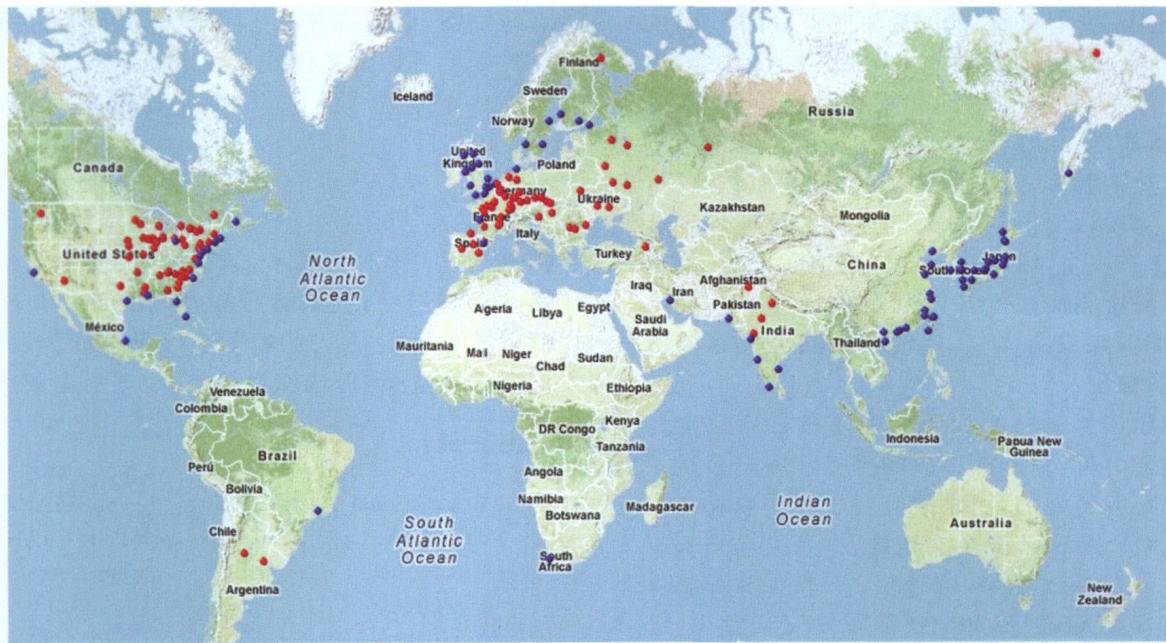 Finland
Iceland
Sweden
Russia
Norway
United
Kingdom
Poland
Canada
Germany
Ukraine
Kazakhstan
Mongolia
France
Italy
United States
Spain
Turkey
China
Japan
North
Atlantic
Ocean
Afghanistan
Iraq
Iran
Pakistan
Algeria
Libya
Egypt
Saudi
Arabia
India
México
Thailand
Mauritania
Mali
Niger
Chad
Sudan
Nigeria
Ethiopia
Venezuela
Colombia
Kenya
DR Congo
Indonesia
Papua New
Guinea
Tanzania
Brazil
Perú
Angola
Bolivia
Namibia
Botswana
Madagascar
Indian
Ocean
South
Atlantic
Ocean
Chile
Australia
South
Africa
Argentina
New
Zealand